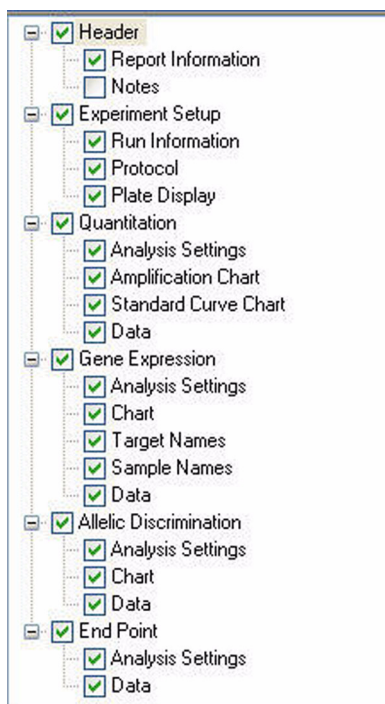 Header
Report Information
Notes
Experiment Setup
Run Information
Protocol
Plate Display
Quantitation
Analysis Settings
Amplification Chart
Standard Curve Chart
Data
Gene Expression
Analysis Settings
Chart
Target Names
Sample Names
Data
Allelic Discrimination
Analysis Settings
Chart
Data
End Point
Analysis Settings
Data